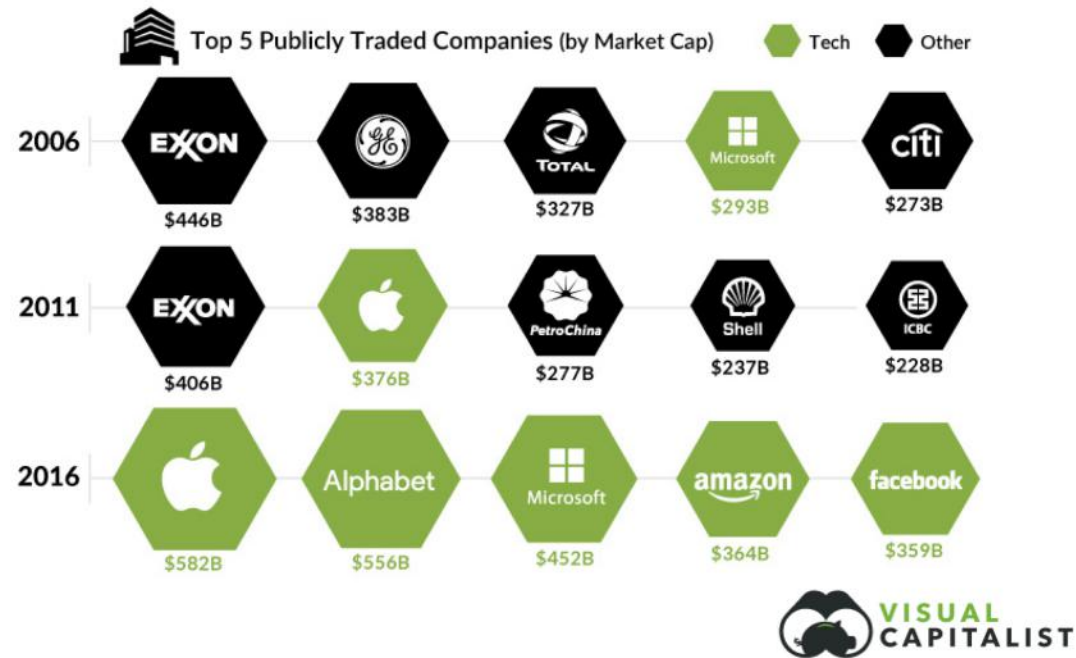 Top 5 Publicly Traded Companies (by Market Cap)
Tech
Other
2006
EXXON
GE
TOTAL
Microsoft
citi
$446B
$383B
$327B
$293B
$273B
2011
EXXON
PetroChina
Shell
ICBC
$406B
$376B
$277B
$237B
$228B
2016
Alphabet
Microsoft
amazon
facebook
$582B
$556B
$452B
$364B
$359B
VISUAL
CAPITALIST